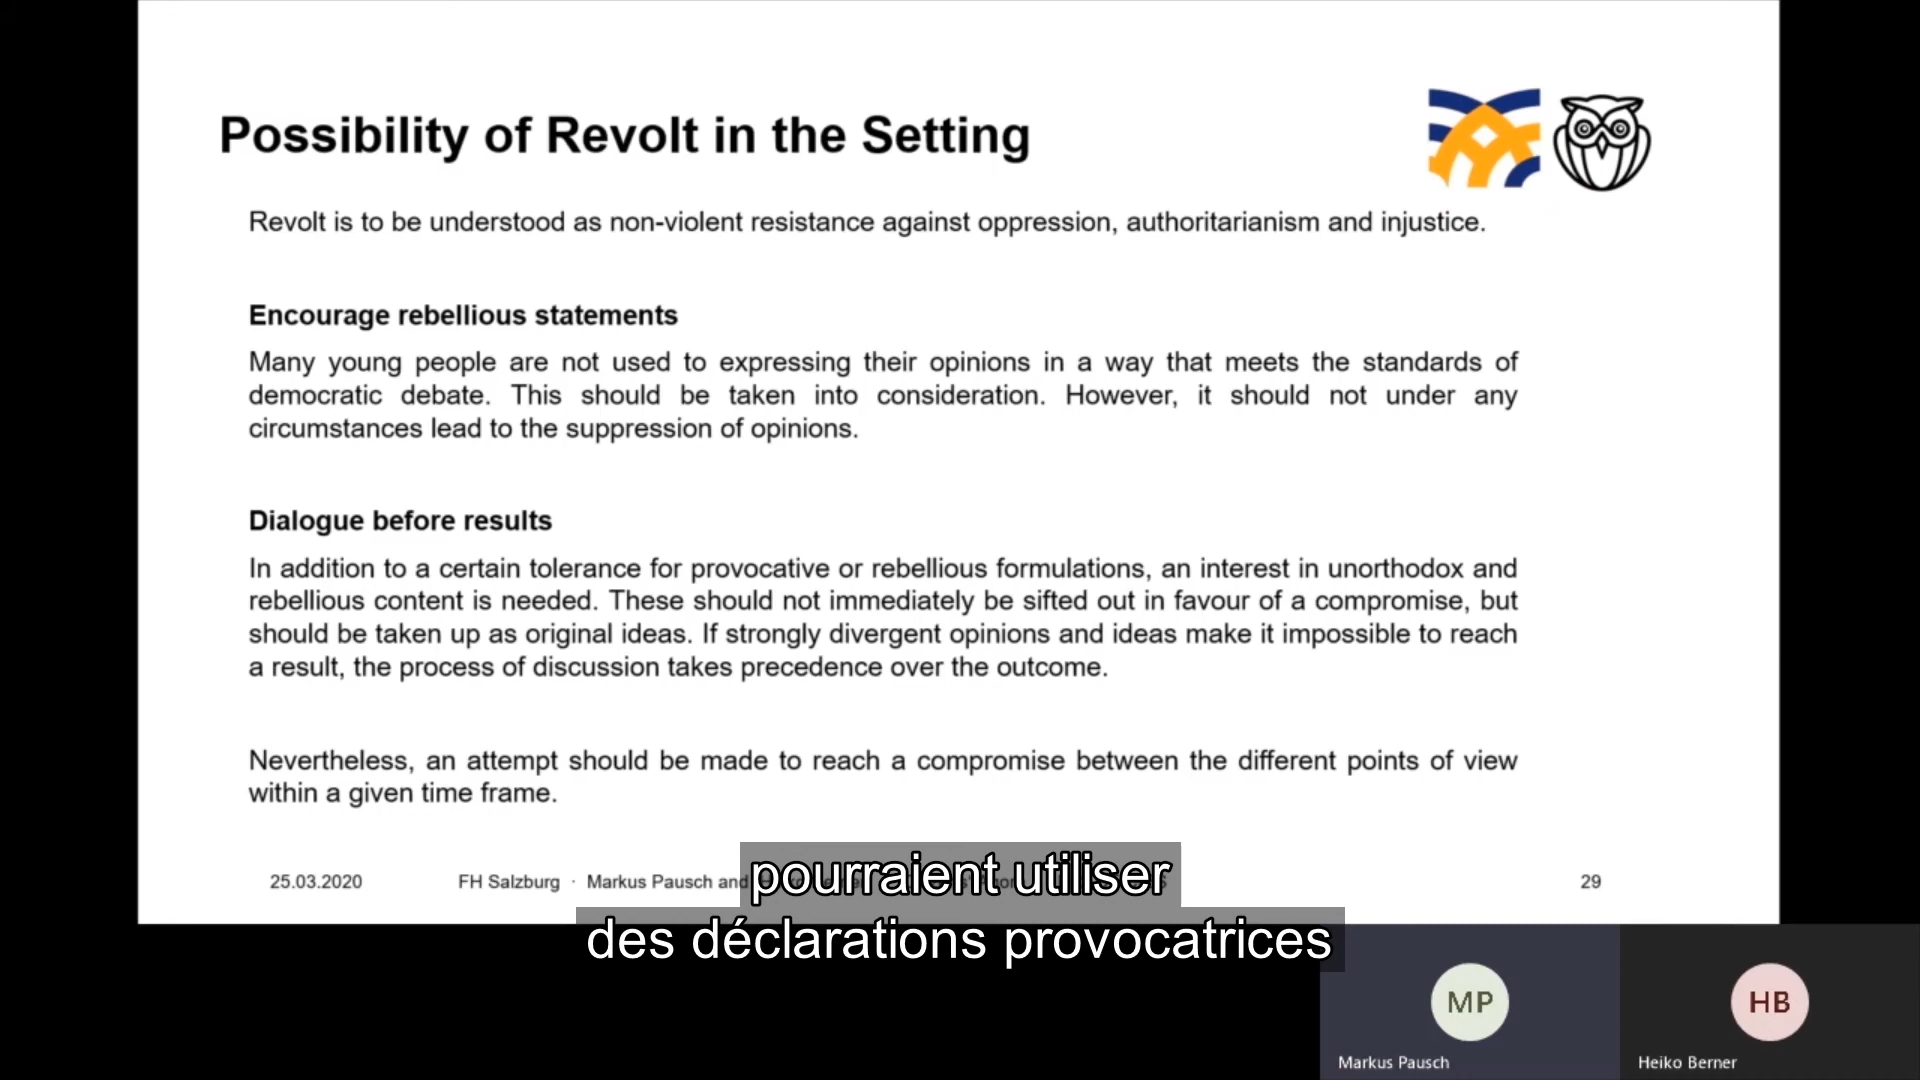 Possibility of Revolt in the Setting
Revolt is to be understood as non-violent resistance against oppression, authoritarianism and injustice.
Encourage rebellious statements
Many young people are not used to expressing their opinions in a way that meets the standards of
democratic debate. This should be taken into consideration. However, it should not under any
circumstances lead to the suppression of opinions.
Dialogue before results
In addition to a certain tolerance for provocative or rebellious formulations, an interest in unorthodox and
rebellious content is needed. These should not immediately be sifted out in favour of a compromise, but
should be taken up as original ideas. If strongly divergent opinions and ideas make it impossible to reach
a result, the process of discussion takes precedence over the outcome.
Nevertheless, an attempt should be made to reach a compromise between the different points of view
within a given time frame.
25.03.2020
FH Salzburg · Markus Pausch and
29
pourraient utiliser
des déclarations provocatrices
MP
HB
Markus Pausch
Heiko Berner